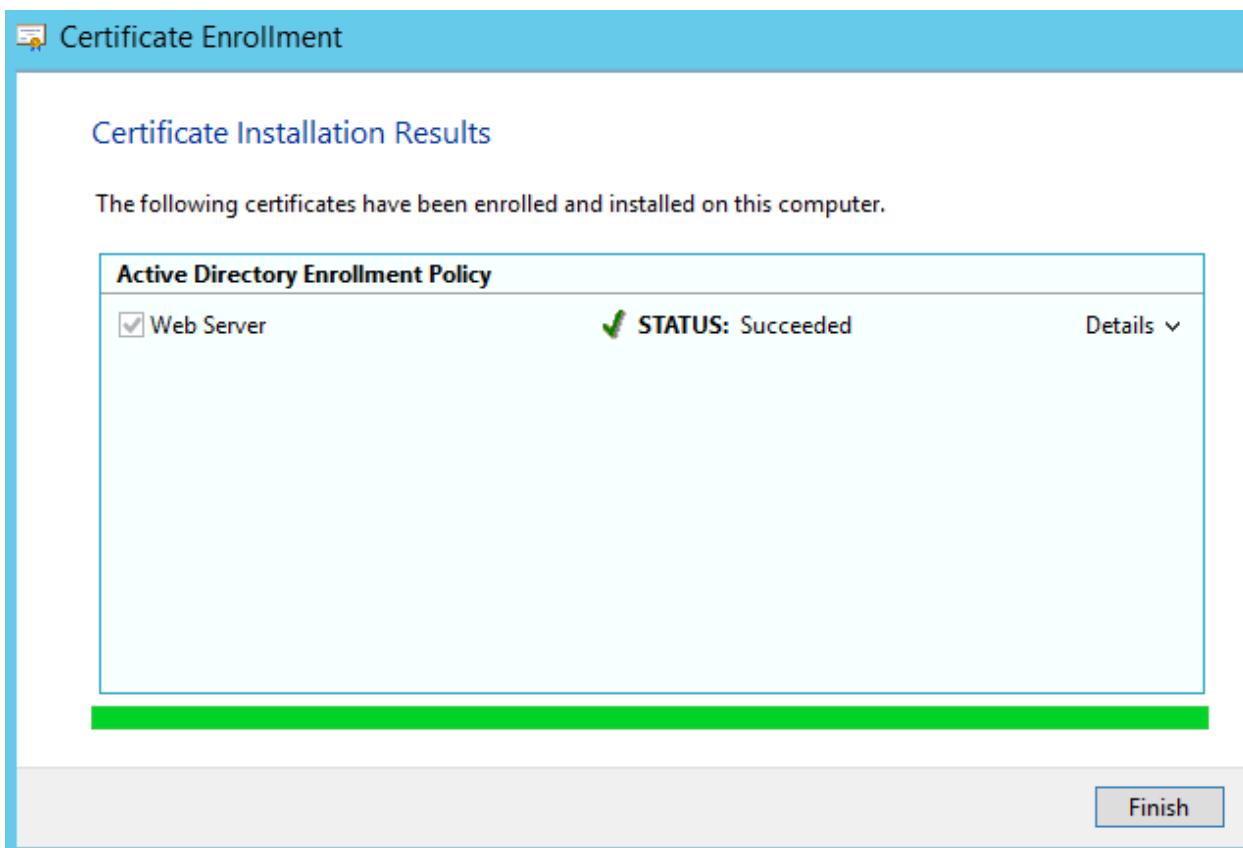 Certificate Enrollment
Certificate Installation Results
The following certificates have been enrolled and installed on this computer.
Active Directory Enrollment Policy
Web Server STATUS: Succeeded Details
Finish